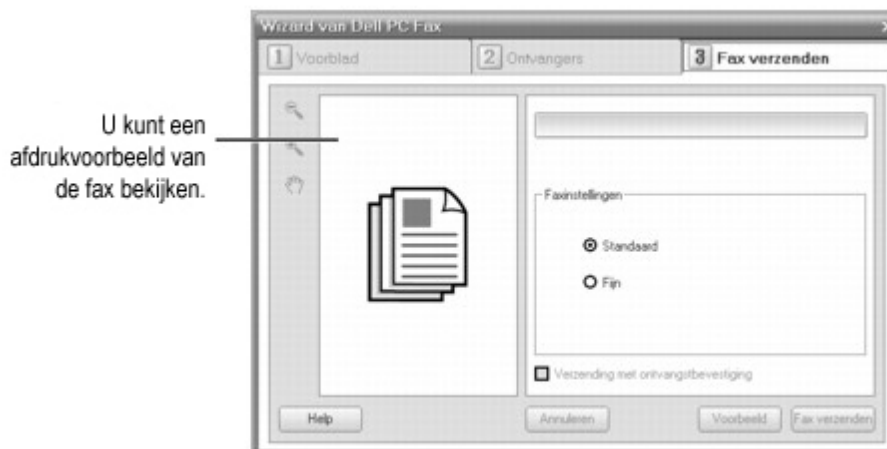 Wizard van Dell PC Fax
1 Voorblad
2 Ontvangers
3 Fax verzenden
U kunt een
afdrukvoorbeeld van
de fax bekijken.
Faxinstellingen
Standaard
Fijn
Verzending met ontvangstbevestiging
Help
Annuleren
Voorbeeld
Fax verzenden